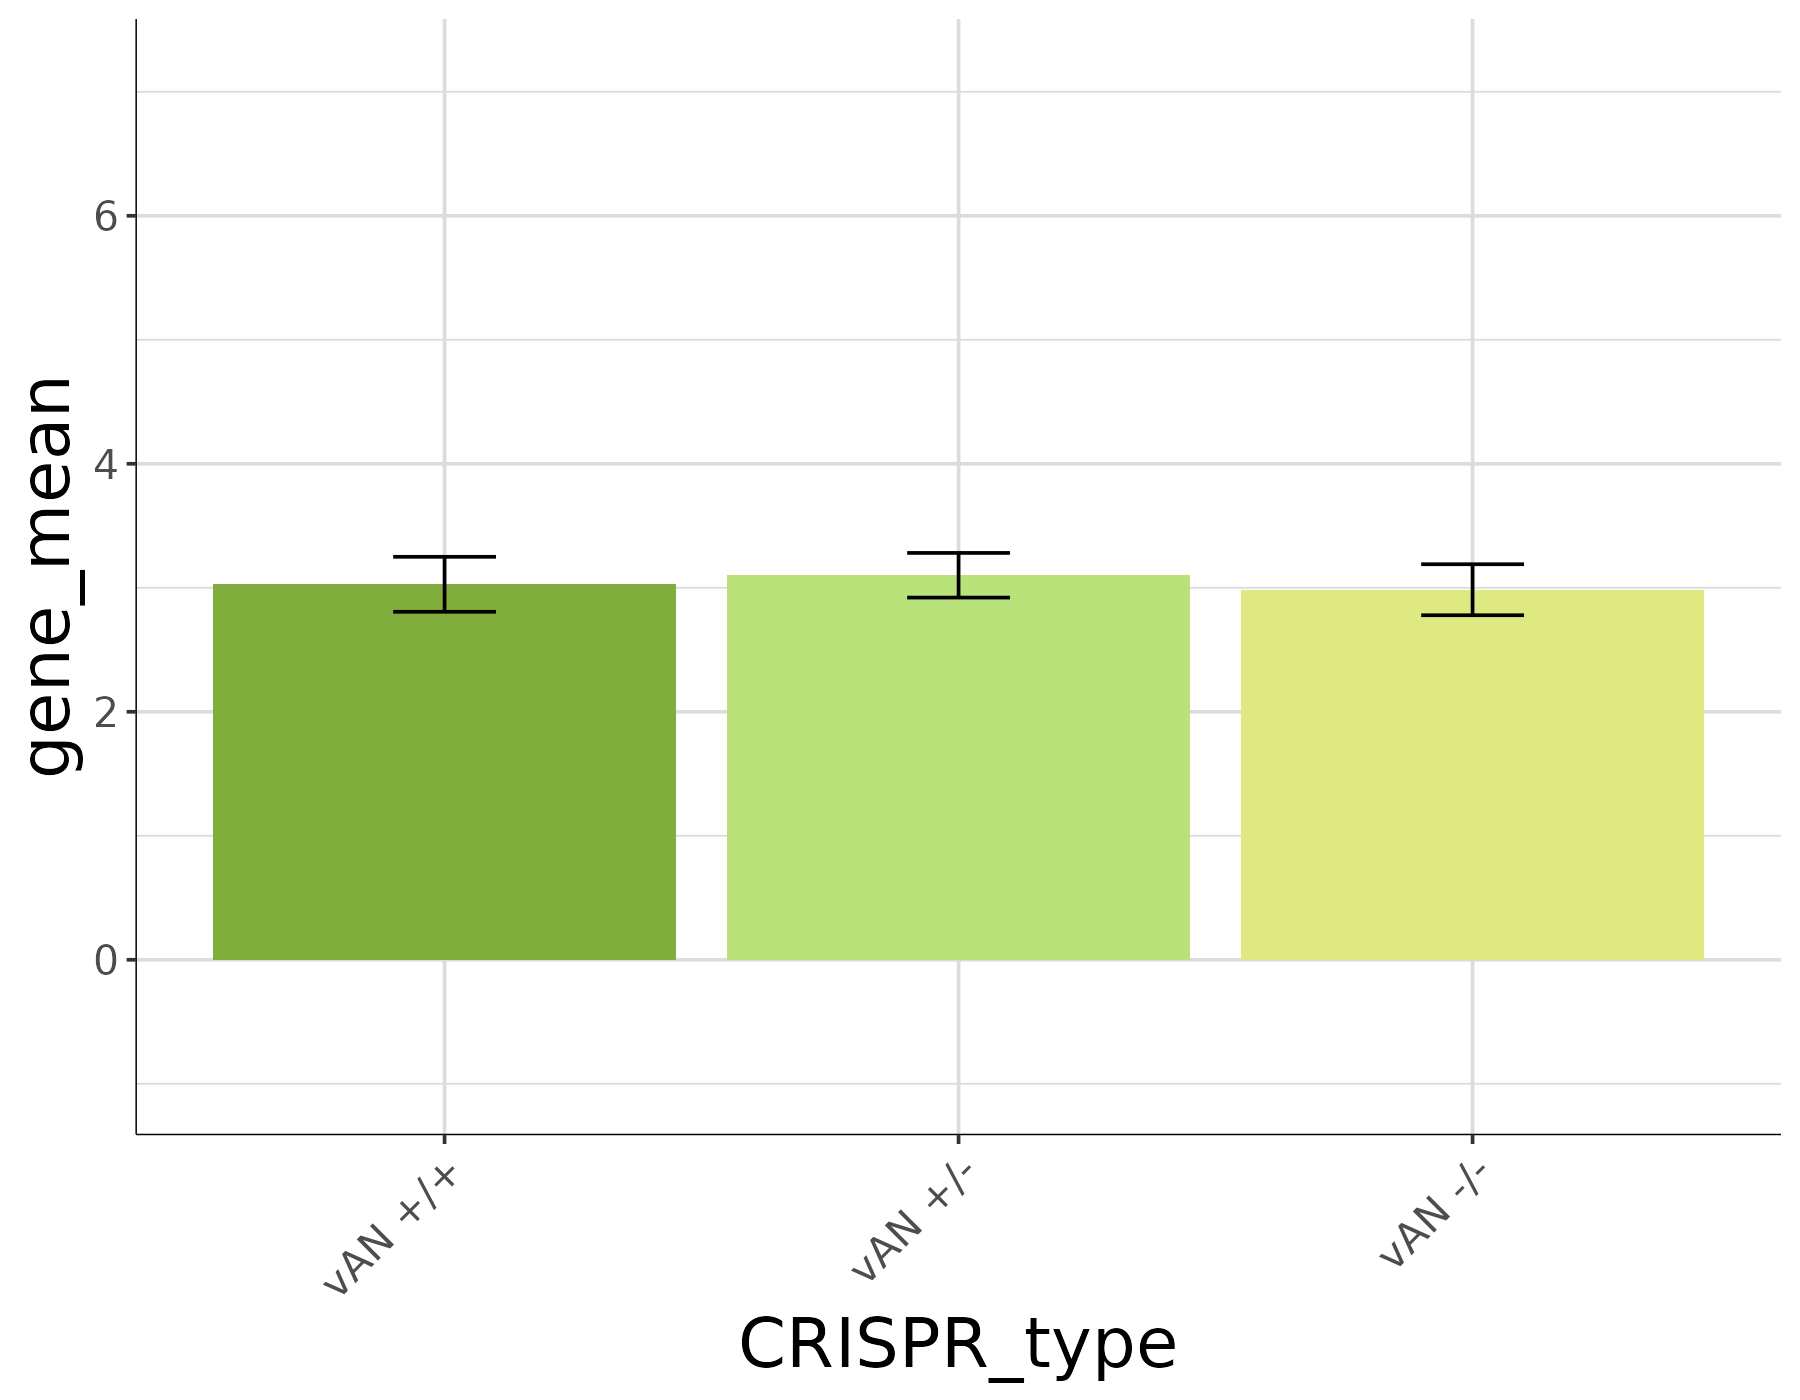 gene_mean
6
4
2
0
vAN +/+
vAN +/-
vAN -/-
CRISPR_type